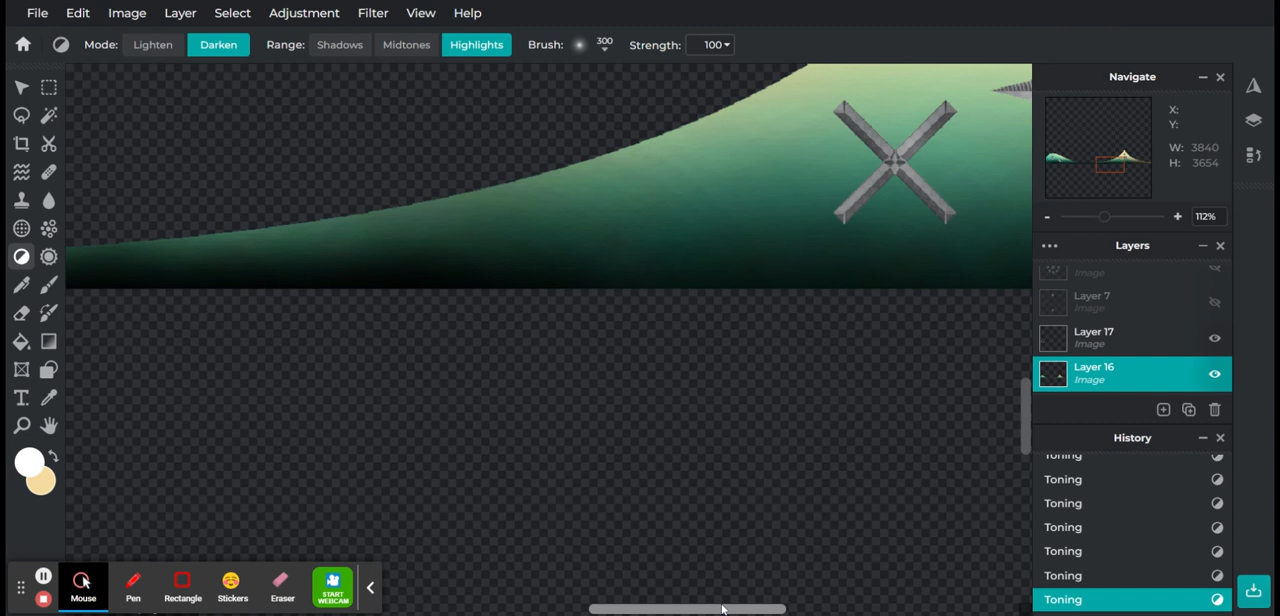 File Edit Image Layer Select Adjustment Filter View Help
Mode: Lighten Darken Range: Shadows Midtones Highlights Brush: 300 Strength: 100
Navigate
X:
Y:
W: 3840
H: 3654
- + 112%
Layers
Image
Layer 7
Image
Layer 17
Image
Layer 16
Image
History
Toning
Toning
Toning
Toning
Toning
Toning
Toning
T
Mouse Pen Rectangle Stickers Eraser START
WEBCAM